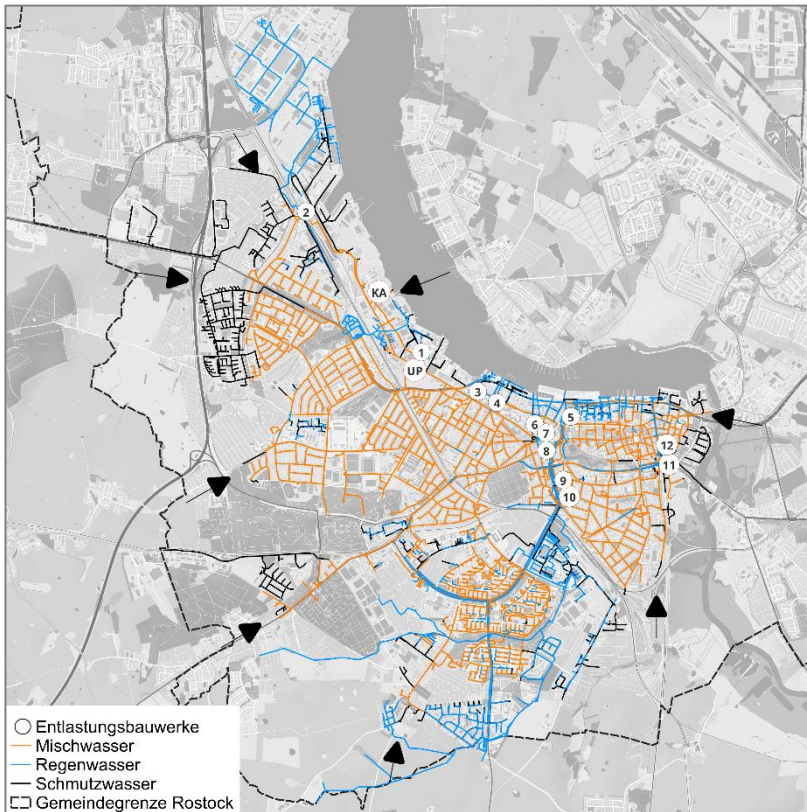 2
KA
1
UP
3
4
5
6
7
8
12
11
9
10
Entlastungsbauwerke
Mischwasser
Regenwasser
Schmutzwasser
Gemeindegrenze Rostock